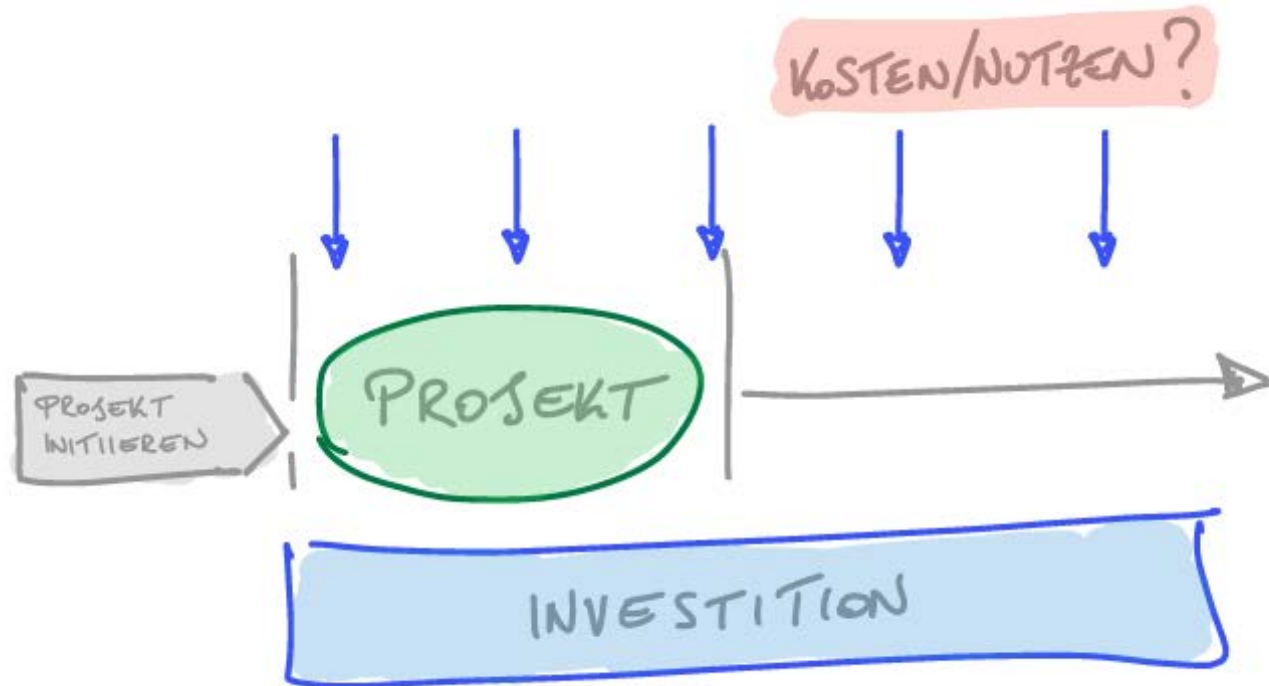 KOSTEN/NUTZEN?
PROJEKT
INITIIEREN
PROJEKT
INVESTITION